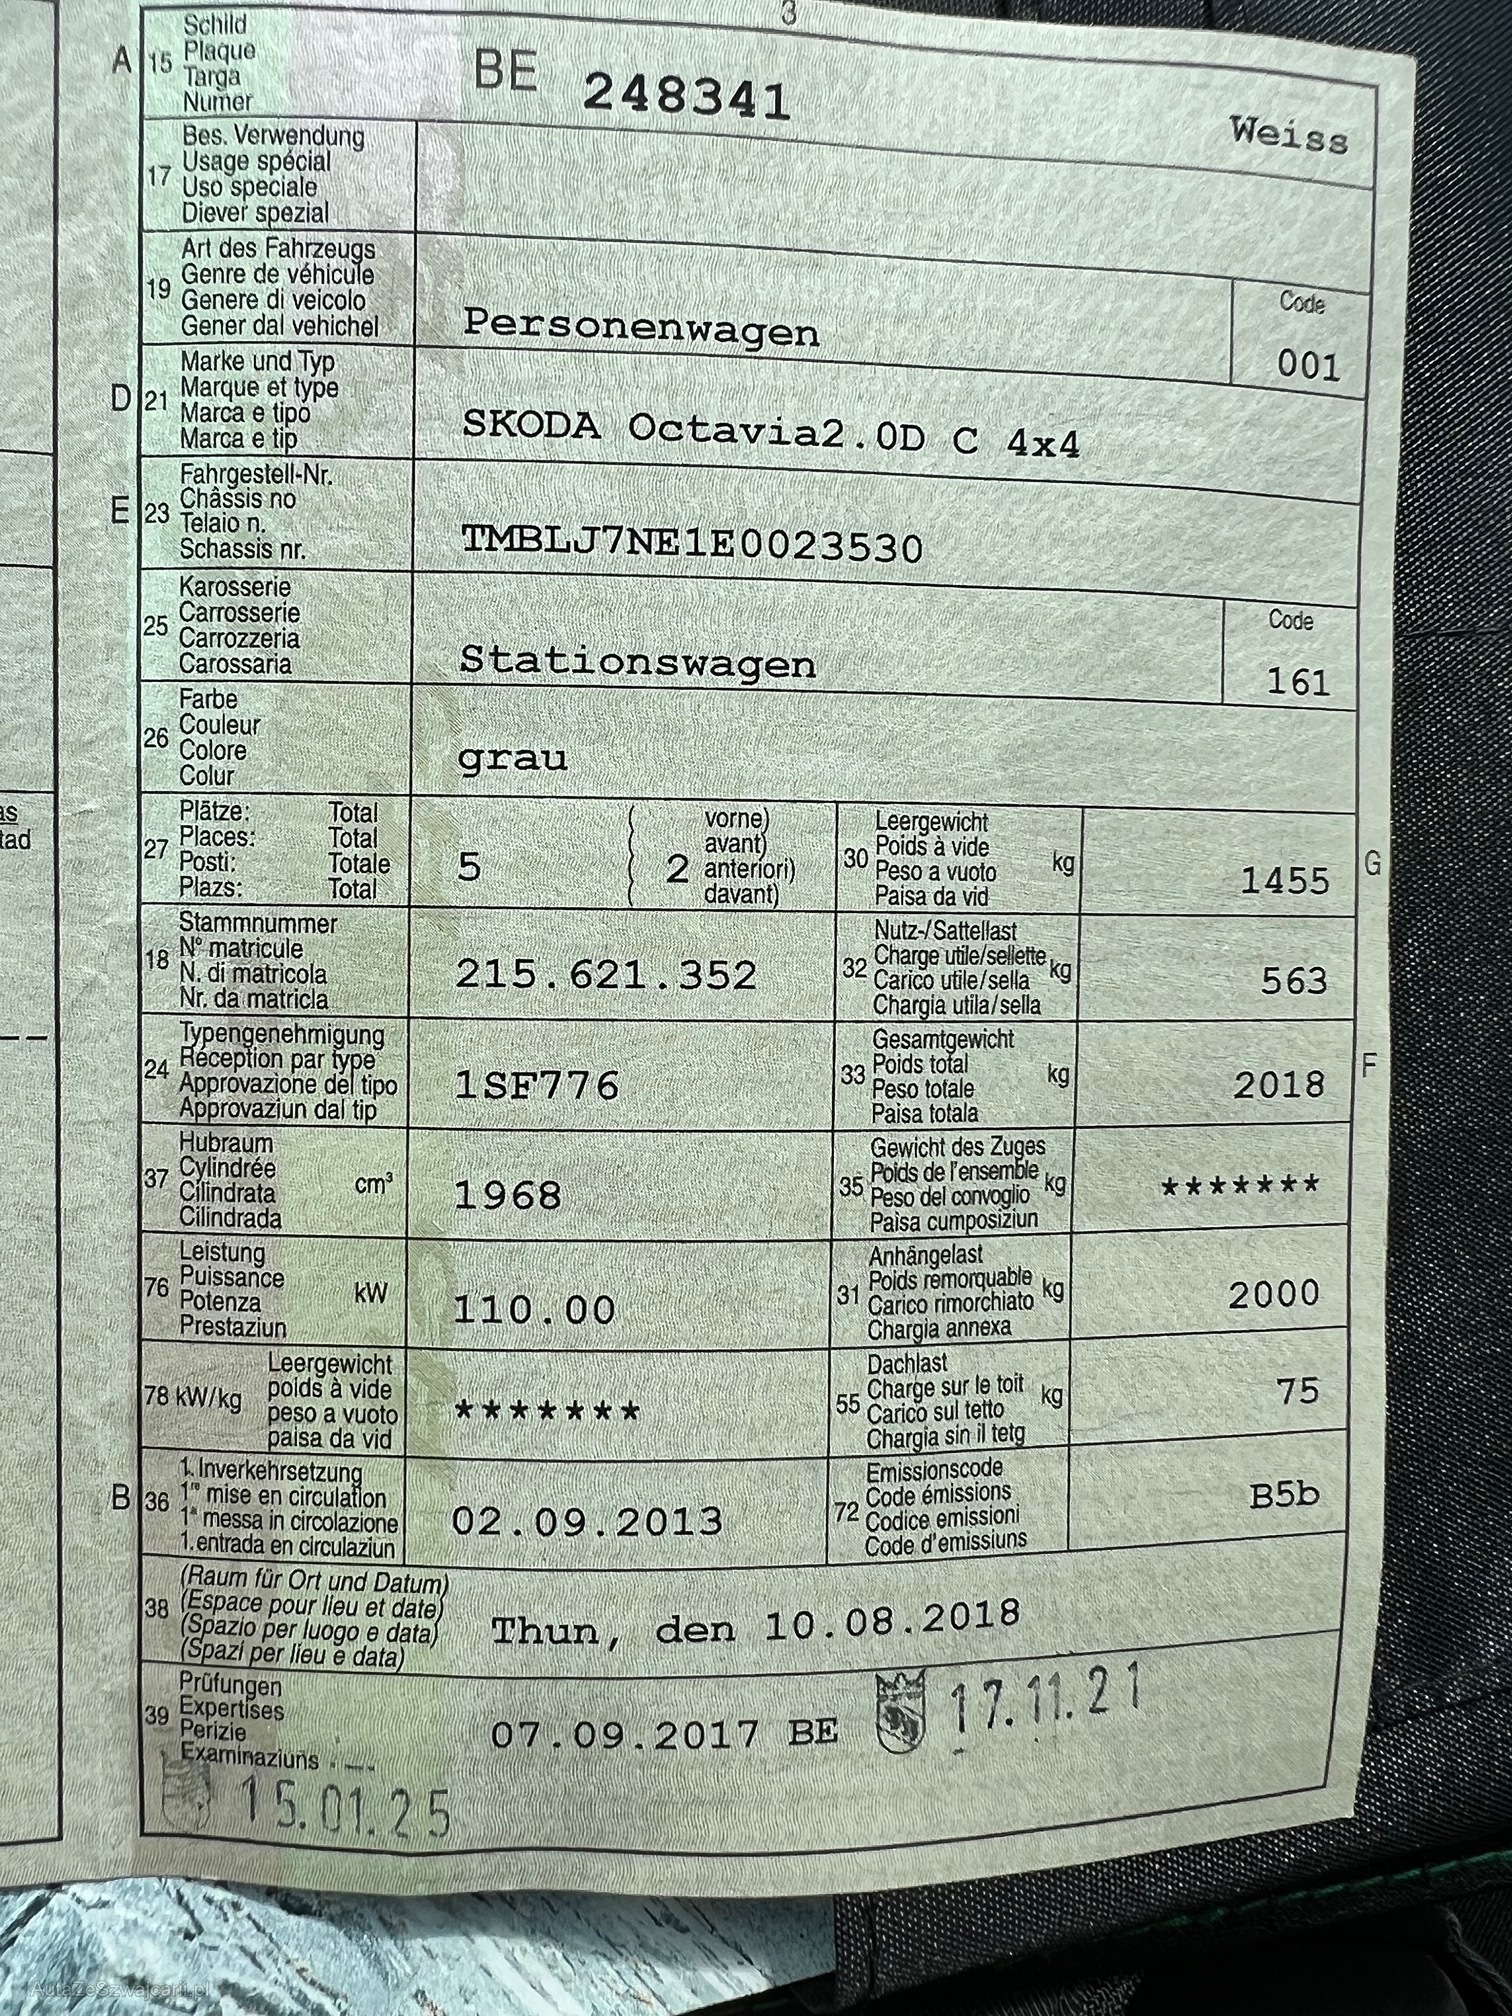 3
A 15 Schild
Plaque
Targa
Numer
BE 248341
Weiss
17 Bes. Verwendung
Usage spécial
Uso speciale
Diever spezial
19 Art des Fahrzeugs
Genre de véhicule
Genere di veicolo
Gener dal vehichel
Personenwagen
Code
001
D 21 Marke und Typ
Marque et type
Marca e tipo
Marca e tip
SKODA Octavia2.0D C 4x4
E 23 Fahrgestell-Nr.
Châssis no
Telaio n.
Schassis nr.
TMBLJ7NE1E0023530
25 Karosserie
Carrosserie
Carrozzeria
Carossaria
Stationswagen
Code
161
26 Farbe
Couleur
Colore
Colur
grau
as
tad
27 Plätze: Total
Places: Total
Posti: Totale
Plazs: Total
5
2
vorne)
avant)
anteriori)
davant)
30 Leergewicht
Poids à vide
Peso a vuoto
Paisa da vid
kg
1455
G
18 Stammnummer
N° matricule
N. di matricola
Nr. da matricla
215.621.352
32 Nutz-/Sattellast
Charge utile/sellette
Carico utile/sella
Chargia utila/sella
kg
563
24 Typengenehmigung
Réception par type
Approvazione del tipo
Approvaziun dal tip
1SF776
33 Gesamtgewicht
Poids total
Peso totale
Paisa totala
kg
2018
F
37 Hubraum
Cylindrée
Cilindrata
Cilindrada
cm³
1968
35 Gewicht des Zuges
Poids de l'ensemble
Peso del convoglio
Paisa cumposiziun
kg
*******
76 Leistung
Puissance
Potenza
Prestaziun
kW
110.00
31 Anhängelast
Poids remorquable
Carico rimorchiato
Chargia annexa
kg
2000
78 kW/kg
Leergewicht
poids à vide
peso a vuoto
paisa da vid
*******
55 Dachlast
Charge sur le toit
Carico sul tetto
Chargia sin il tetg
kg
75
B 36 1. Inverkehrsetzung
1re mise en circulation
1a messa in circolazione
1. entrada en circulaziun
02.09.2013
72 Emissionscode
Code émissions
Codice emissioni
Code d'emissiuns
B5b
38 (Raum für Ort und Datum)
(Espace pour lieu et date)
(Spazio per luogo e data)
(Spazi per lieu e data)
Thun, den 10.08.2018
39 Prüfungen
Expertises
Perizie
Examinaziuns
07.09.2017 BE
17.11.21
15.01.25
AutaZeSzwajcarii.pl